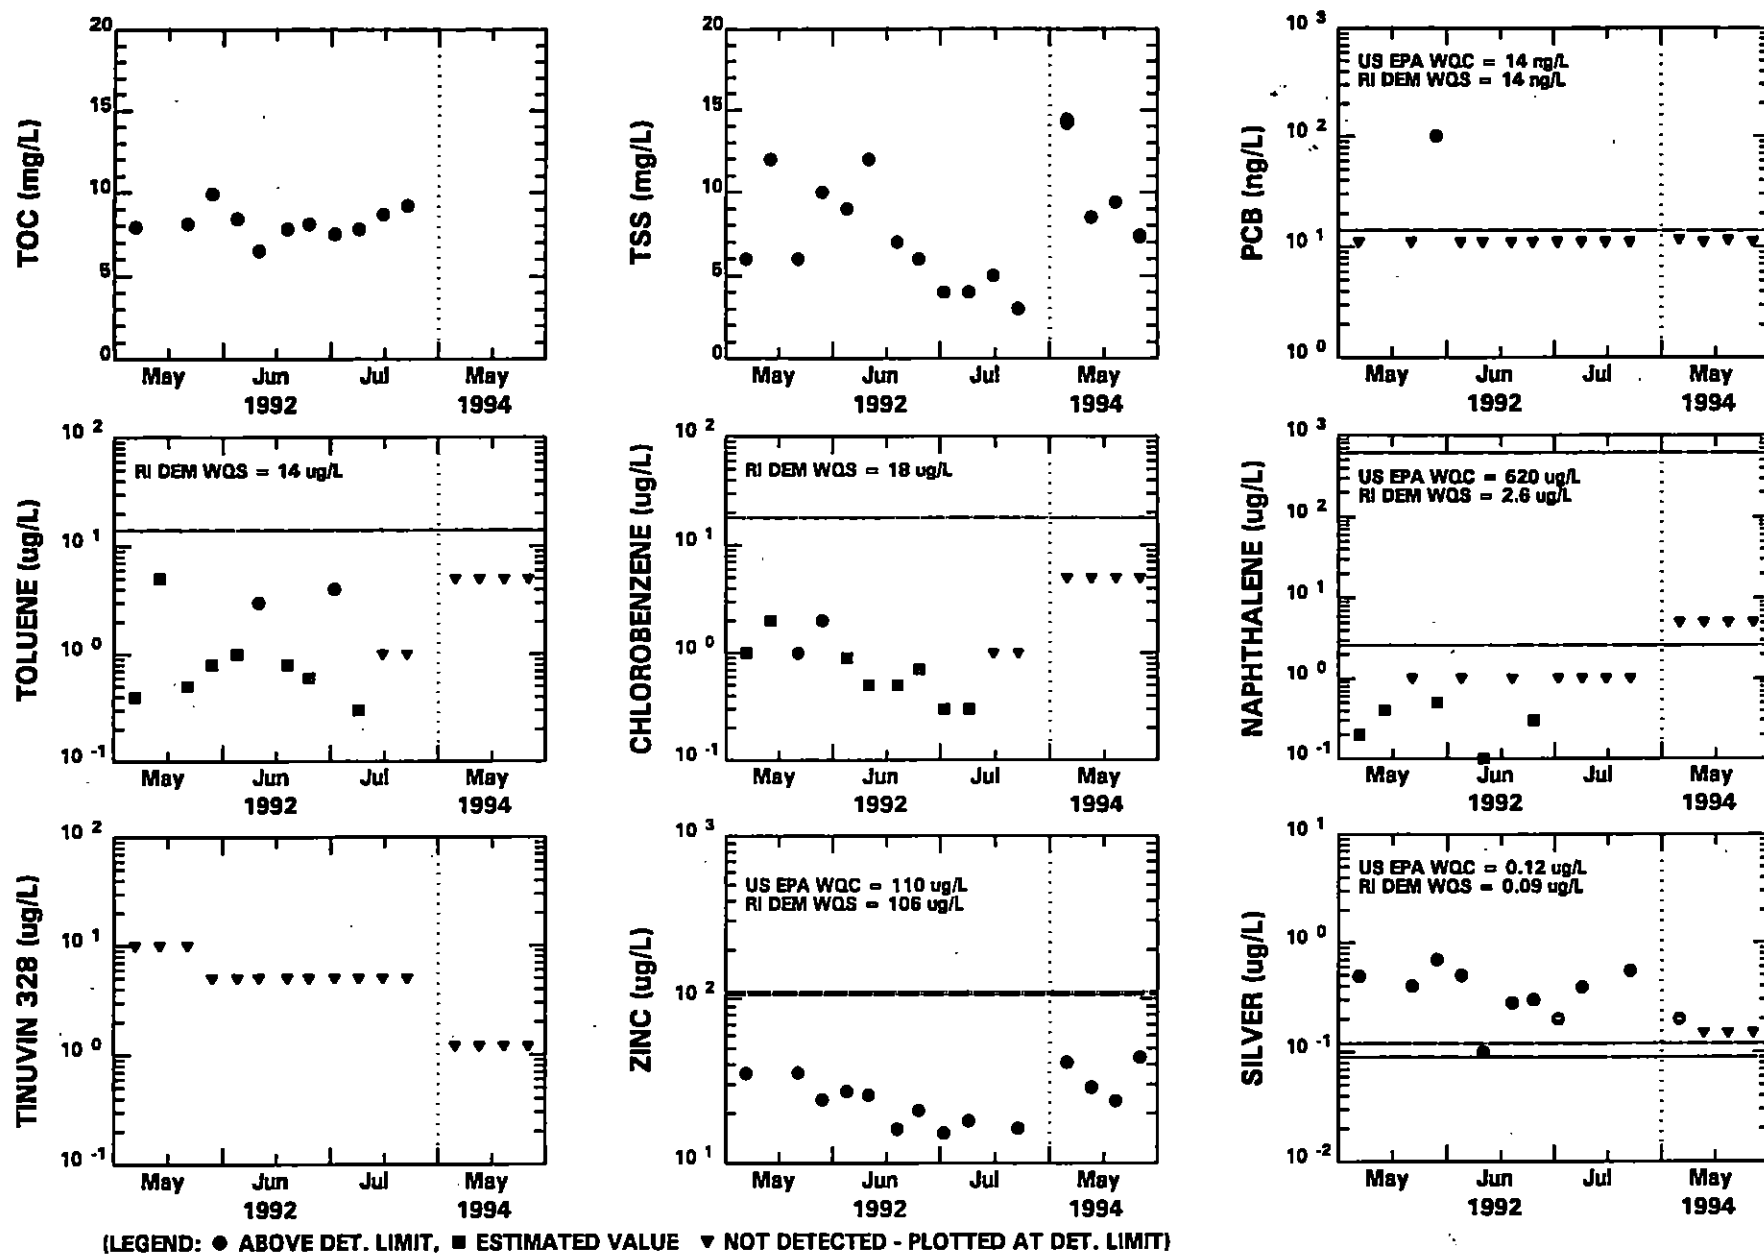 TOC (mg/L)
20
15
10
5
0
May Jun Jul May
1992 1994
TSS (mg/L)
20
15
10
5
0
May Jun Jul May
1992 1994
PCB (ng/L)
US EPA WQC = 14 ng/L
RI DEM WQS = 14 ng/L
10 3
10 2
10 1
10 0
May Jun Jul May
1992 1994
TOLUENE (ug/L)
RI DEM WQS = 14 ug/L
10 2
10 1
10 0
10 -1
May Jun Jul May
1992 1994
CHLOROBENZENE (ug/L)
RI DEM WQS = 18 ug/L
10 2
10 1
10 0
10 -1
May Jun Jul May
1992 1994
NAPHTHALENE (ug/L)
US EPA WQC = 620 ug/L
RI DEM WQS = 2.6 ug/L
10 3
10 2
10 1
10 0
10 -1
May Jun Jul May
1992 1994
TINUVIN 328 (ug/L)
10 2
10 1
10 0
10 -1
May Jun Jul May
1992 1994
ZINC (ug/L)
US EPA WQC = 110 ug/L
RI DEM WQS = 106 ug/L
10 3
10 2
10 1
May Jun Jul May
1992 1994
SILVER (ug/L)
US EPA WQC = 0.12 ug/L
RI DEM WQS = 0.09 ug/L
10 1
10 0
10 -1
10 -2
May Jun Jul May
1992 1994
(LEGEND: ● ABOVE DET. LIMIT, ■ ESTIMATED VALUE ▼ NOT DETECTED - PLOTTED AT DET. LIMIT)